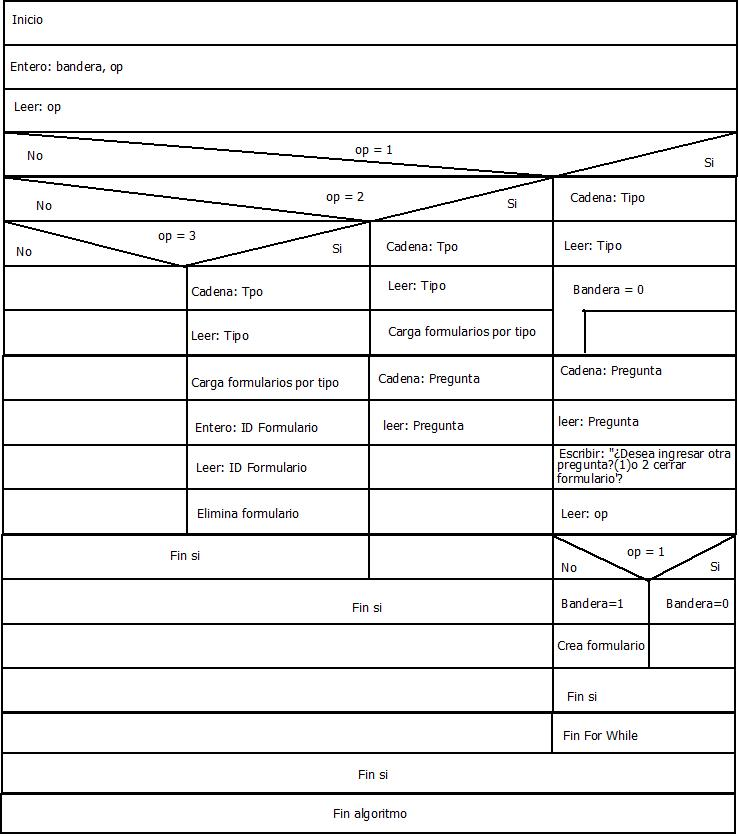 Inicio
Entero: bandera, op
Leer: op
No
op = 1
Si
No
op = 2
Si
Cadena: Tipo
No
op = 3
Si
Cadena: Tpo
Leer: Tipo
Cadena: Tpo
Leer: Tipo
Bandera = 0
Leer: Tipo
Carga formularios por tipo
Carga formularios por tipo
Cadena: Pregunta
Cadena: Pregunta
Entero: ID Formulario
leer: Pregunta
leer: Pregunta
Leer: ID Formulario
Escribir: "¿Desea ingresar otra
pregunta?(1)o 2 cerrar
formulario'?
Elimina formulario
Leer: op
Fin si
No
op = 1
Si
Fin si
Bandera=1
Bandera=0
Crea formulario
Fin si
Fin For While
Fin si
Fin algoritmo